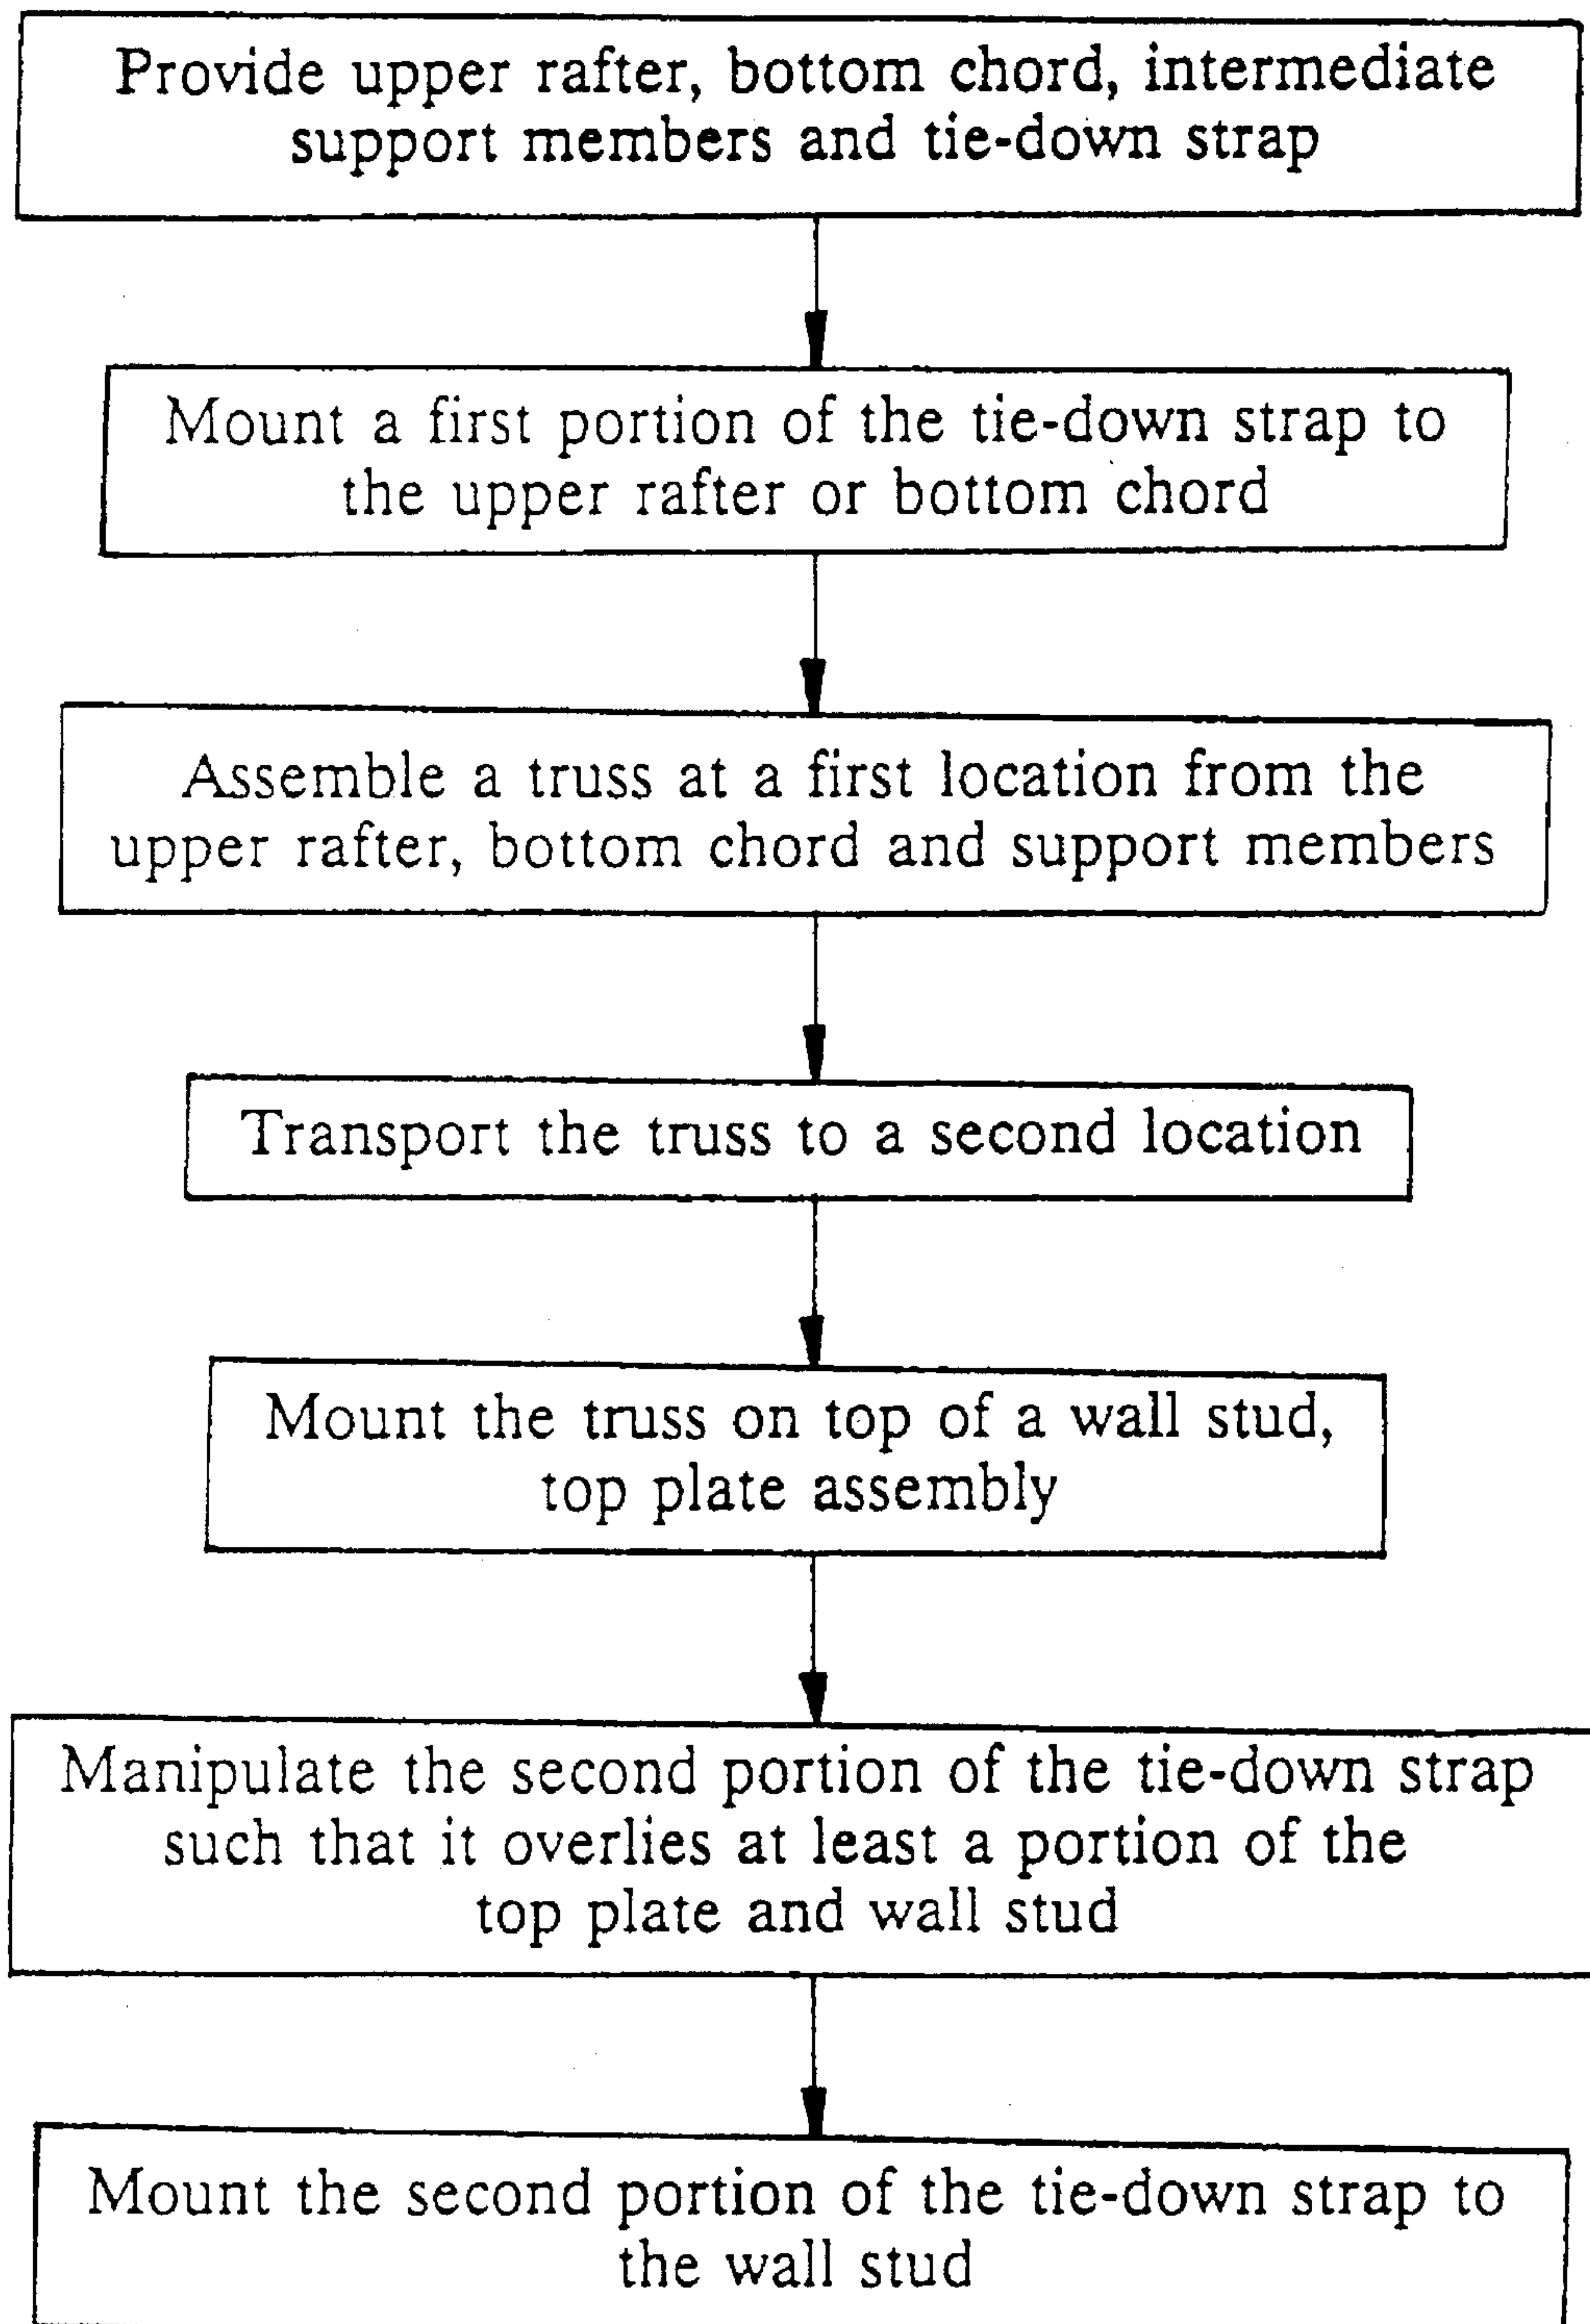 Provide upper rafter, bottom chord, intermediate
support members and tie-down strap
Mount a first portion of the tie-down strap to
the upper rafter or bottom chord
Assemble a truss at a first location from the
upper rafter, bottom chord and support members
Transport the truss to a second location
Mount the truss on top of a wall stud,
top plate assembly
Manipulate the second portion of the tie-down strap
such that it overlies at least a portion of the
top plate and wall stud
Mount the second portion of the tie-down strap to
the wall stud